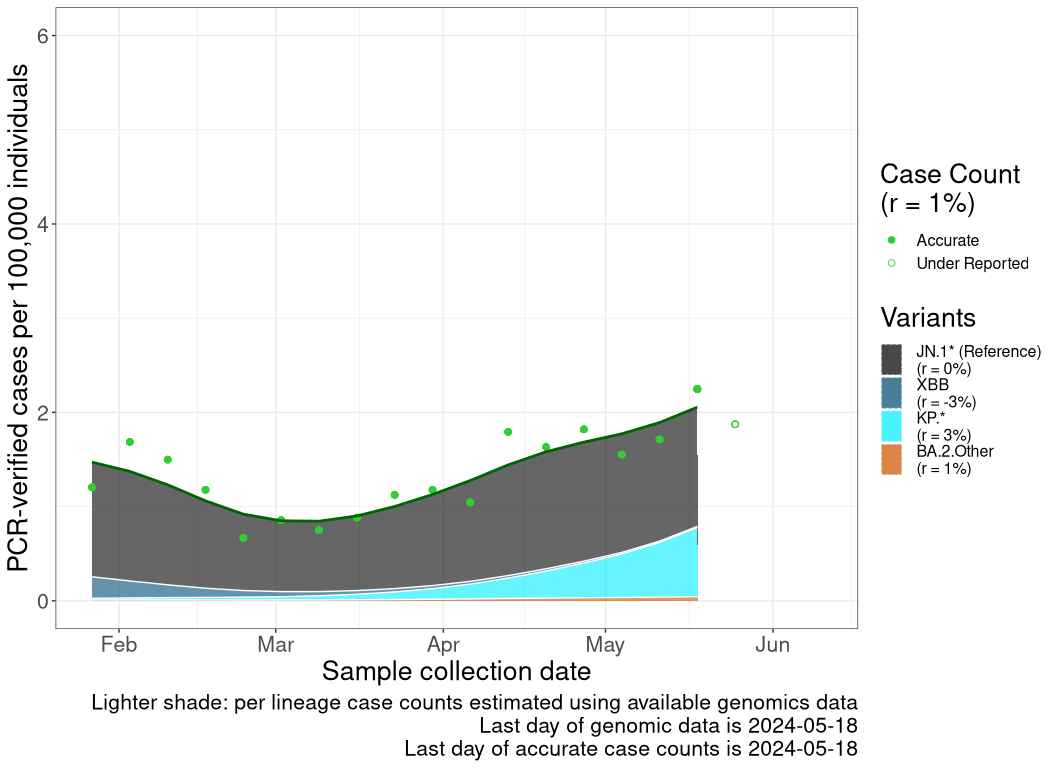 PCR-verified cases per 100,000 individuals
6
4
2
0
Feb
Mar
Apr
May
Jun
Sample collection date
Lighter shade: per lineage case counts estimated using available genomics data
Last day of genomic data is 2024-05-18
Last day of accurate case counts is 2024-05-18
Case Count
(r = 1%)
Accurate
Under Reported
Variants
JN.1* (Reference)
(r = 0%)
XBB
(r = -3%)
KP.*
(r = 3%)
BA.2.Other
(r = 1%)